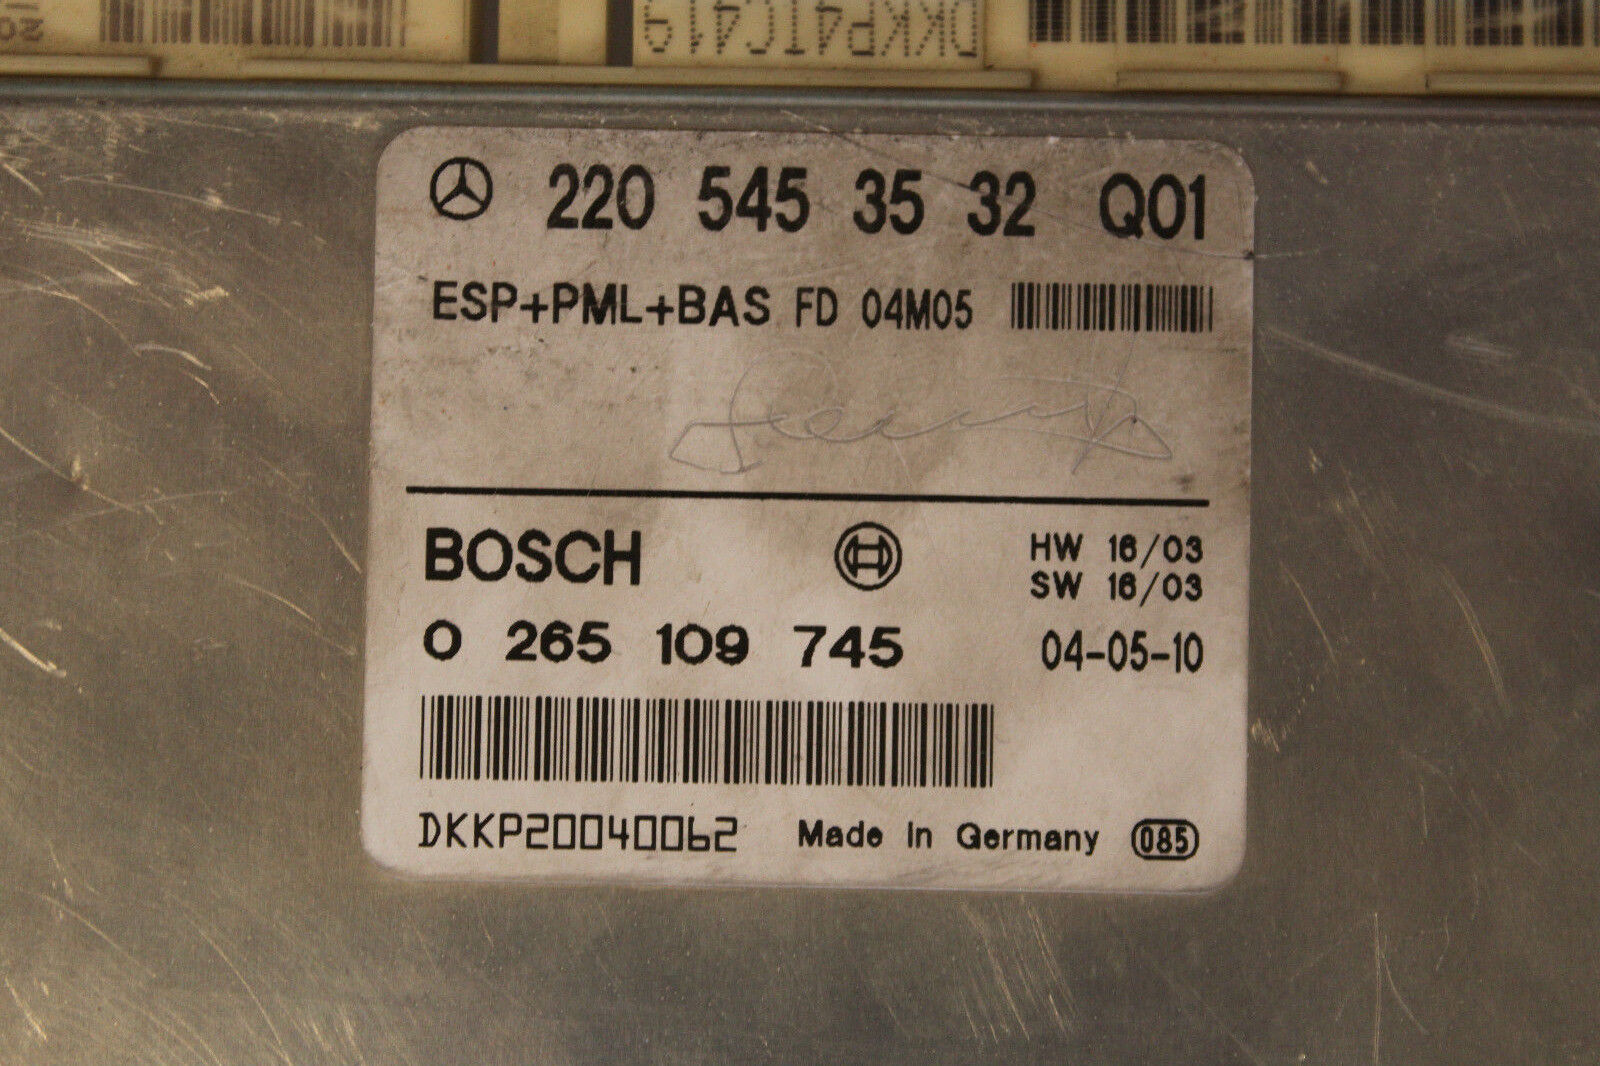 DKKP4TC419
220 545 35 32 Q01
ESP+PML+BAS FD 04M05
BOSCH
HW 16/03
SW 16/03
0 265 109 745
04-05-10
DKKP20040062
Made in Germany 085